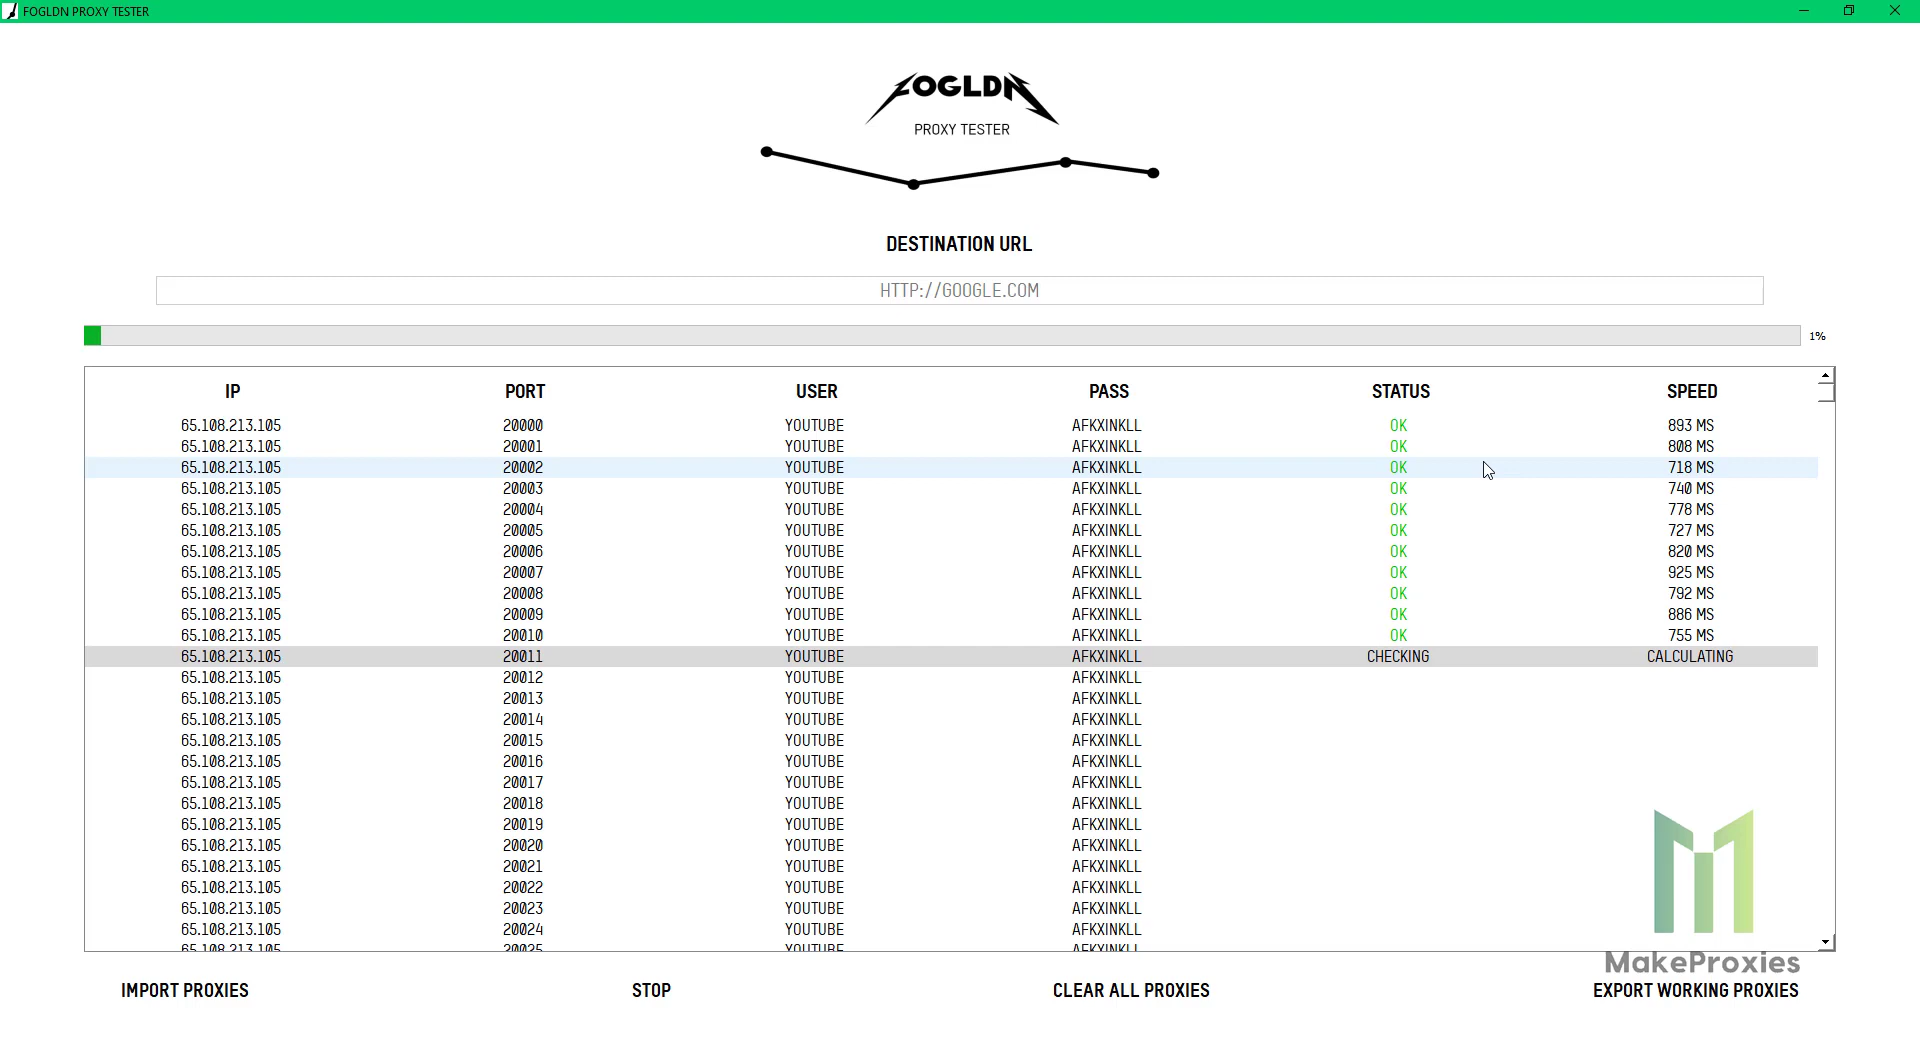 FOGLDN PROXY TESTER
FOGLDN
PROXY TESTER
DESTINATION URL
HTTP://GOOGLE.COM
1%
IP PORT USER PASS STATUS SPEED
65.108.213.105 20000 YOUTUBE AFKXINKLL OK 893 MS
65.108.213.105 20001 YOUTUBE AFKXINKLL OK 808 MS
65.108.213.105 20002 YOUTUBE AFKXINKLL OK 718 MS
65.108.213.105 20003 YOUTUBE AFKXINKLL OK 740 MS
65.108.213.105 20004 YOUTUBE AFKXINKLL OK 778 MS
65.108.213.105 20005 YOUTUBE AFKXINKLL OK 727 MS
65.108.213.105 20006 YOUTUBE AFKXINKLL OK 820 MS
65.108.213.105 20007 YOUTUBE AFKXINKLL OK 925 MS
65.108.213.105 20008 YOUTUBE AFKXINKLL OK 792 MS
65.108.213.105 20009 YOUTUBE AFKXINKLL OK 886 MS
65.108.213.105 20010 YOUTUBE AFKXINKLL OK 755 MS
65.108.213.105 20011 YOUTUBE AFKXINKLL CHECKING CALCULATING
65.108.213.105 20012 YOUTUBE AFKXINKLL
65.108.213.105 20013 YOUTUBE AFKXINKLL
65.108.213.105 20014 YOUTUBE AFKXINKLL
65.108.213.105 20015 YOUTUBE AFKXINKLL
65.108.213.105 20016 YOUTUBE AFKXINKLL
65.108.213.105 20017 YOUTUBE AFKXINKLL
65.108.213.105 20018 YOUTUBE AFKXINKLL
65.108.213.105 20019 YOUTUBE AFKXINKLL
65.108.213.105 20020 YOUTUBE AFKXINKLL
65.108.213.105 20021 YOUTUBE AFKXINKLL
65.108.213.105 20022 YOUTUBE AFKXINKLL
65.108.213.105 20023 YOUTUBE AFKXINKLL
65.108.213.105 20024 YOUTUBE AFKXINKLL
65.108.213.105 20025 YOUTUBE AFKXINKLL
MakeProxies
IMPORT PROXIES STOP CLEAR ALL PROXIES EXPORT WORKING PROXIES